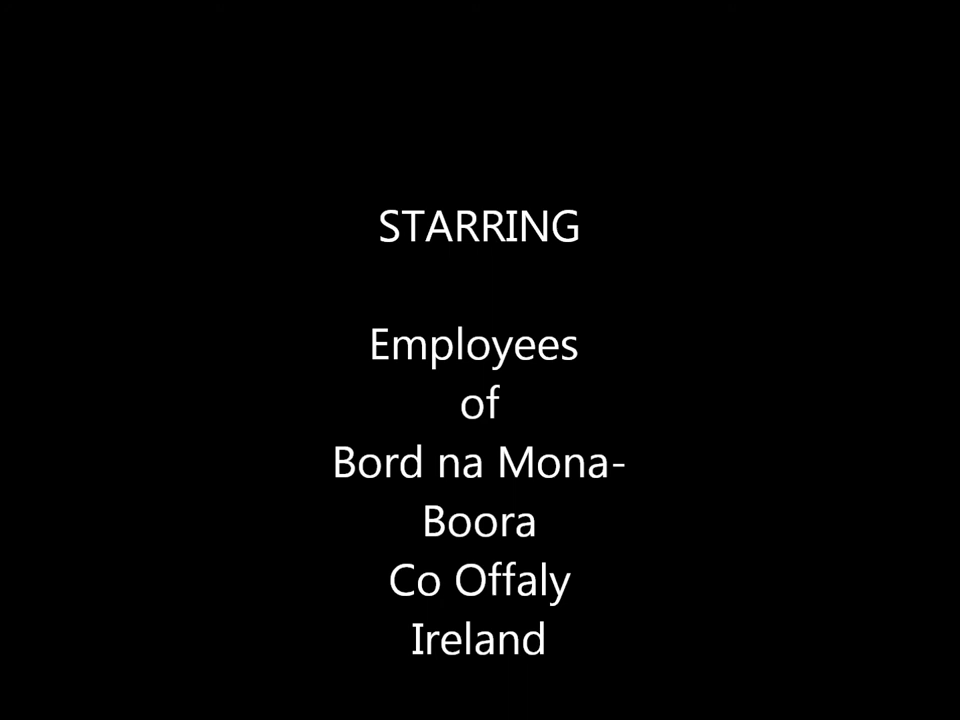 STARRING
Employees
of
Bord na Mona-
Boora
Co Offaly
Ireland